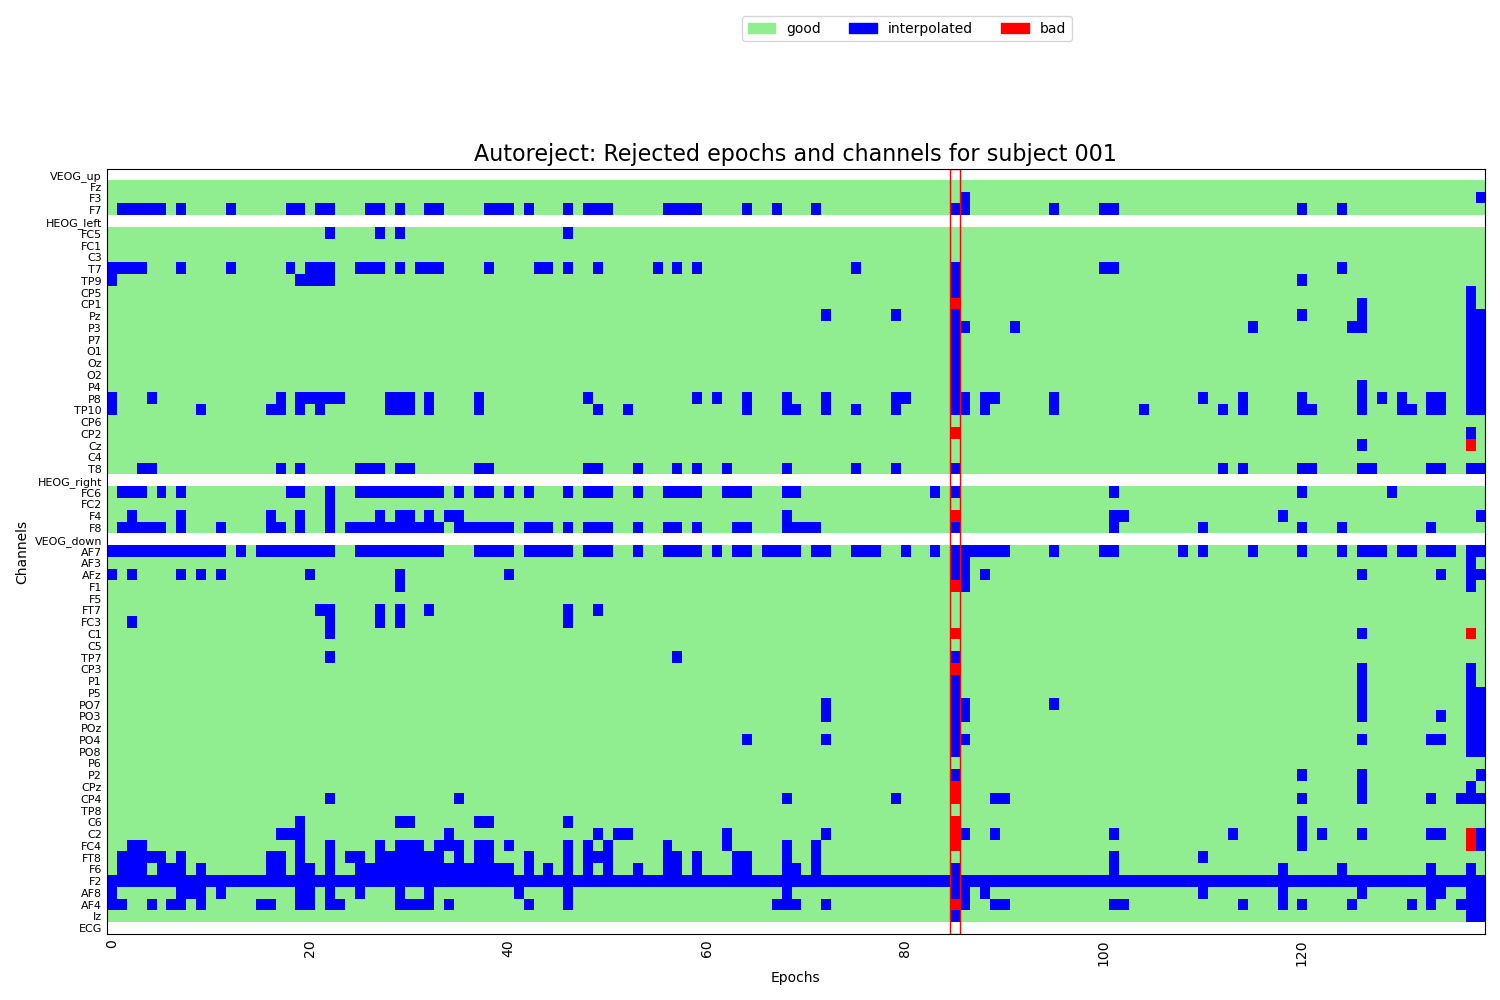 good interpolated bad
Autoreject: Rejected epochs and channels for subject 001
VEOG_up
Fz
F3
F7
HEOG_left
FC5
FC1
C3
T7
TP9
CP5
CP1
Pz
P3
P7
O1
Oz
O2
P4
P8
TP10
CP6
CP2
Cz
C4
T8
HEOG_right
FC6
FC2
F4
F8
VEOG_down
AF7
AF3
AFz
F1
F5
FT7
FC3
C1
C5
TP7
CP3
P1
P5
PO7
PO3
POz
PO4
PO8
P6
P2
CPz
CP4
TP8
C6
C2
FC4
FT8
F6
F2
AF8
AF4
Iz
ECG
Channels
0 20 40 60 80 100 120
Epochs